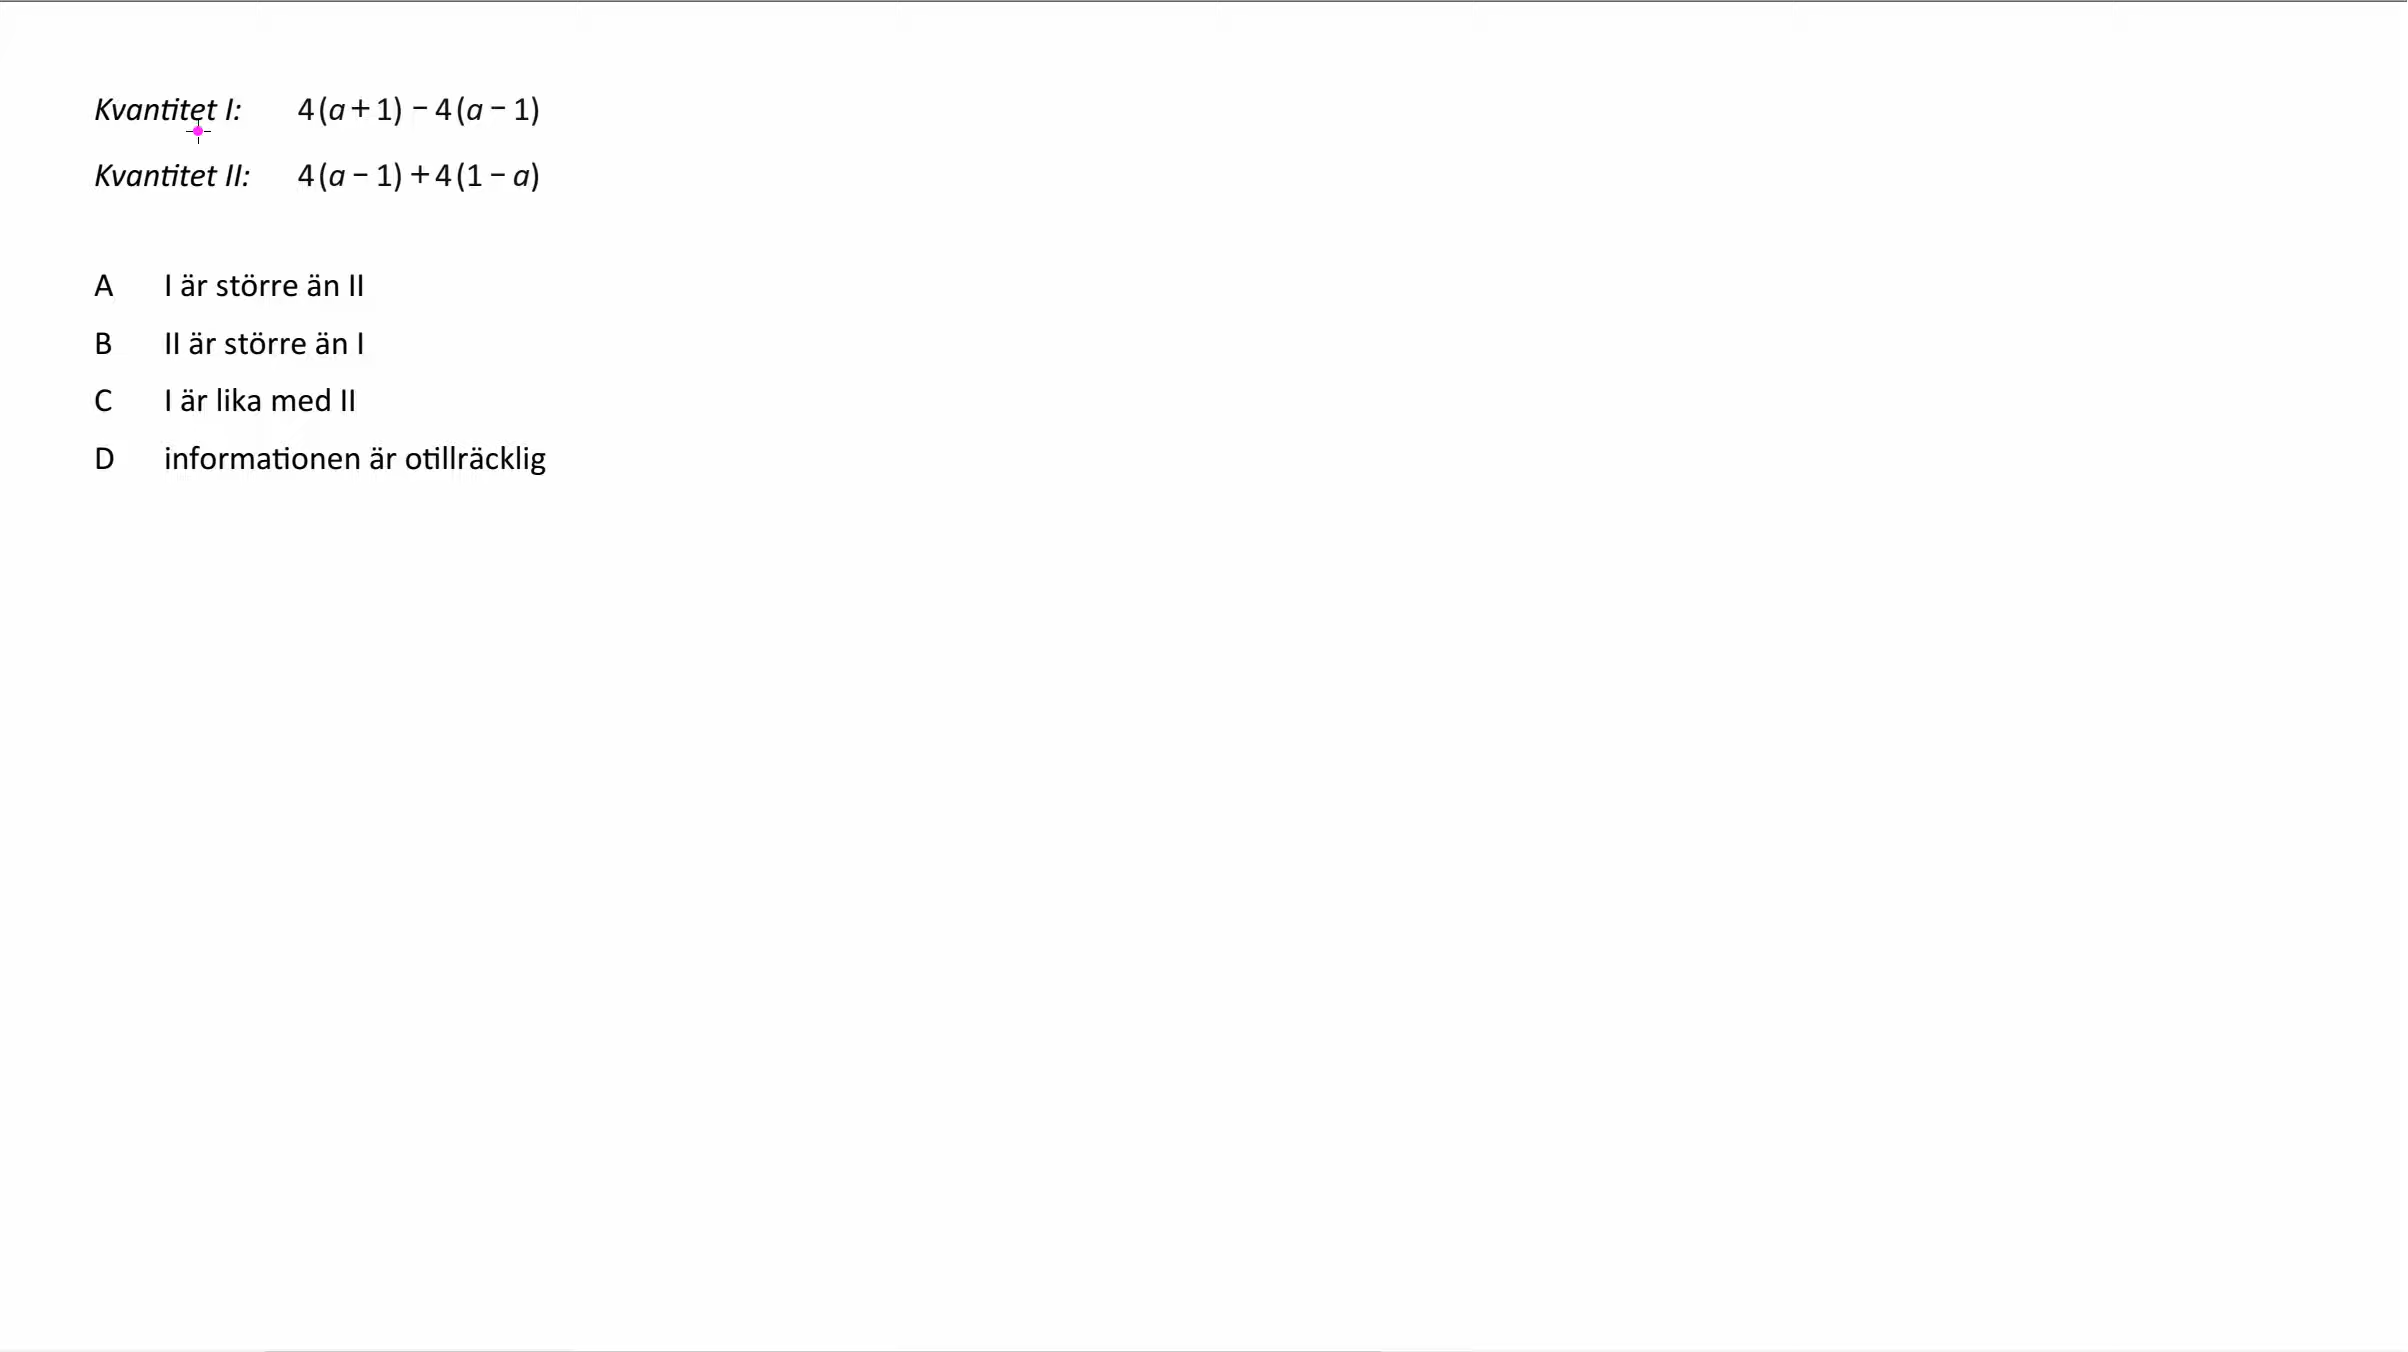 Kvantitet I: 4(a + 1) − 4(a − 1)
Kvantitet II: 4(a − 1) + 4(1 − a)
A I är större än II
B II är större än I
C I är lika med II
D informationen är otillräcklig